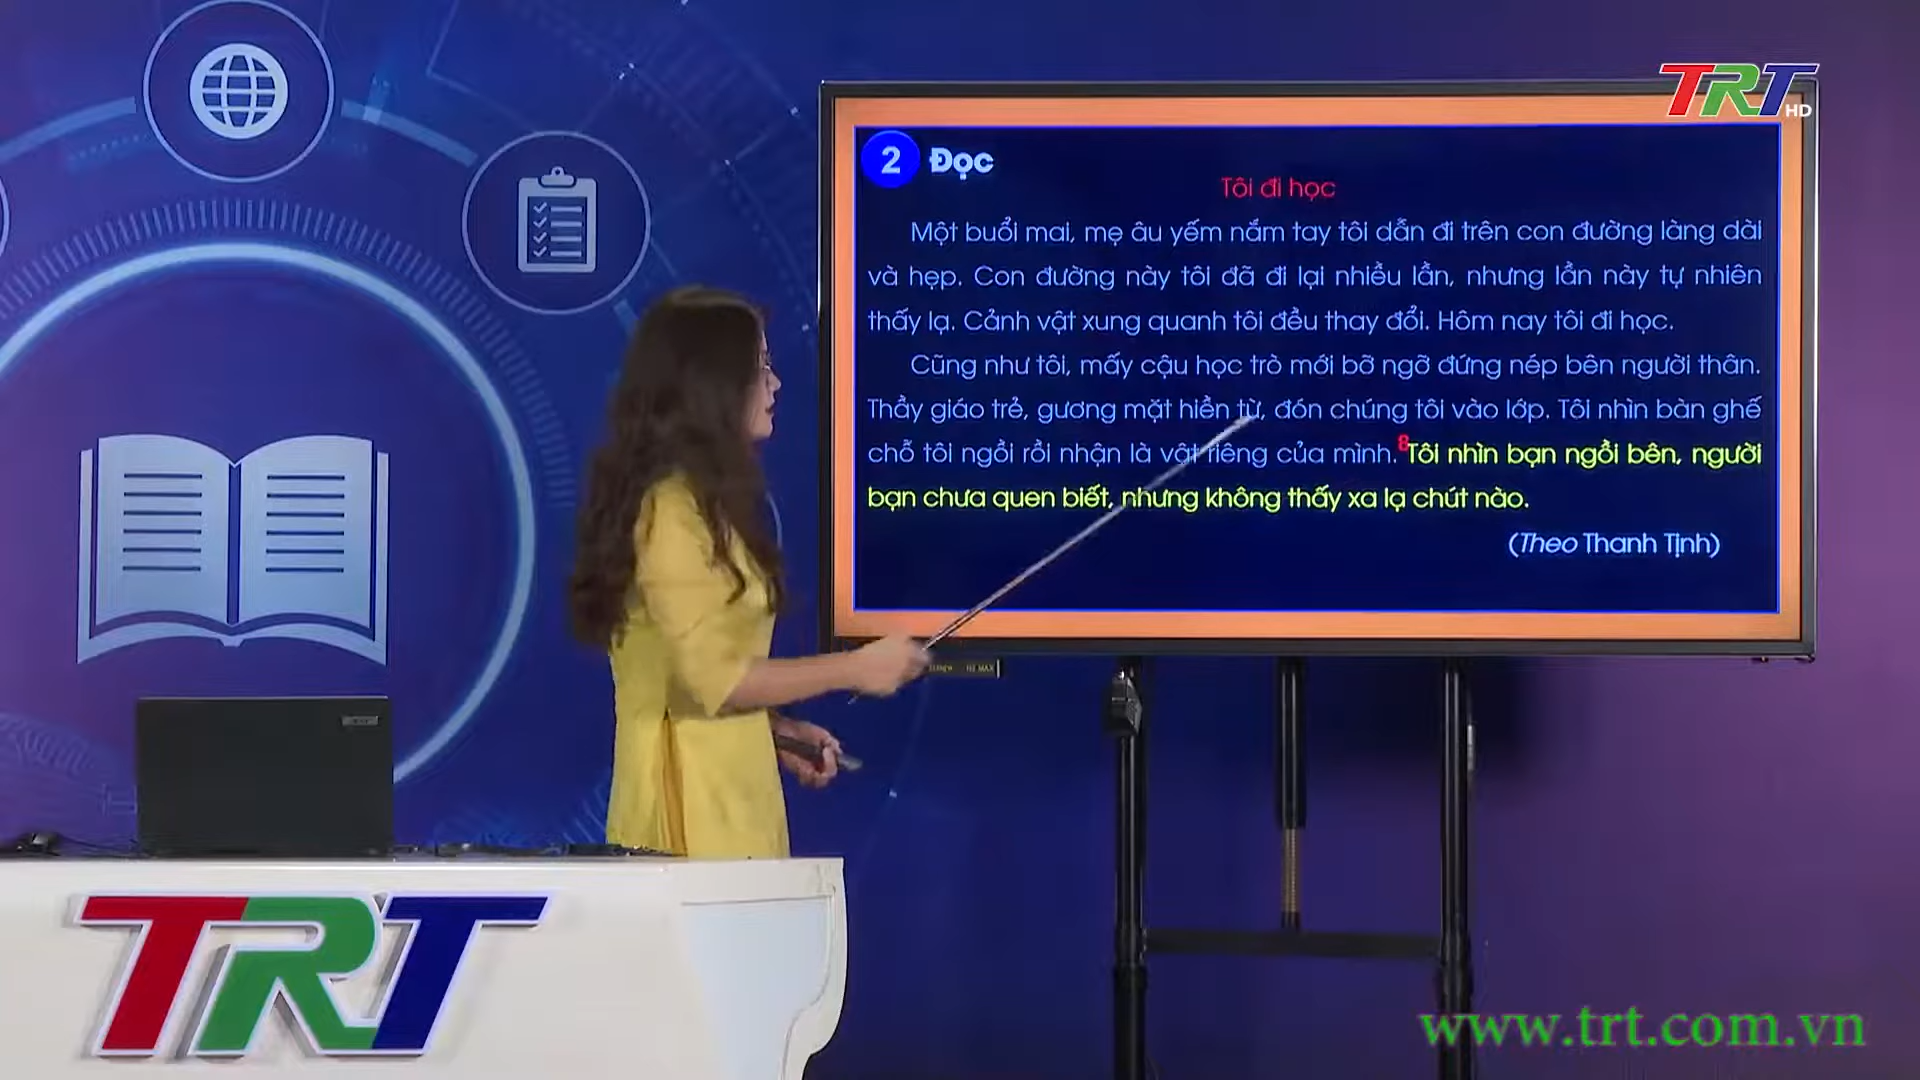 TRT HD
2 Đọc
Tôi đi học
Một buổi mai, mẹ âu yếm nắm tay tôi dẫn đi trên con đường làng dài
và hẹp. Con đường này tôi đã đi lại nhiều lần, nhưng lần này tự nhiên
thấy lạ. Cảnh vật xung quanh tôi đều thay đổi. Hôm nay tôi đi học.
Cũng như tôi, mấy cậu học trò mới bỡ ngỡ đứng nép bên người thân.
Thầy giáo trẻ, gương mặt hiền từ, đón chúng tôi vào lớp. Tôi nhìn bàn ghế
chỗ tôi ngồi rồi nhận là vật riêng của mình. 8 Tôi nhìn bạn ngồi bên, người
bạn chưa quen biết, nhưng không thấy xa lạ chút nào.
(Theo Thanh Tịnh)
TRT
www.trt.com.vn